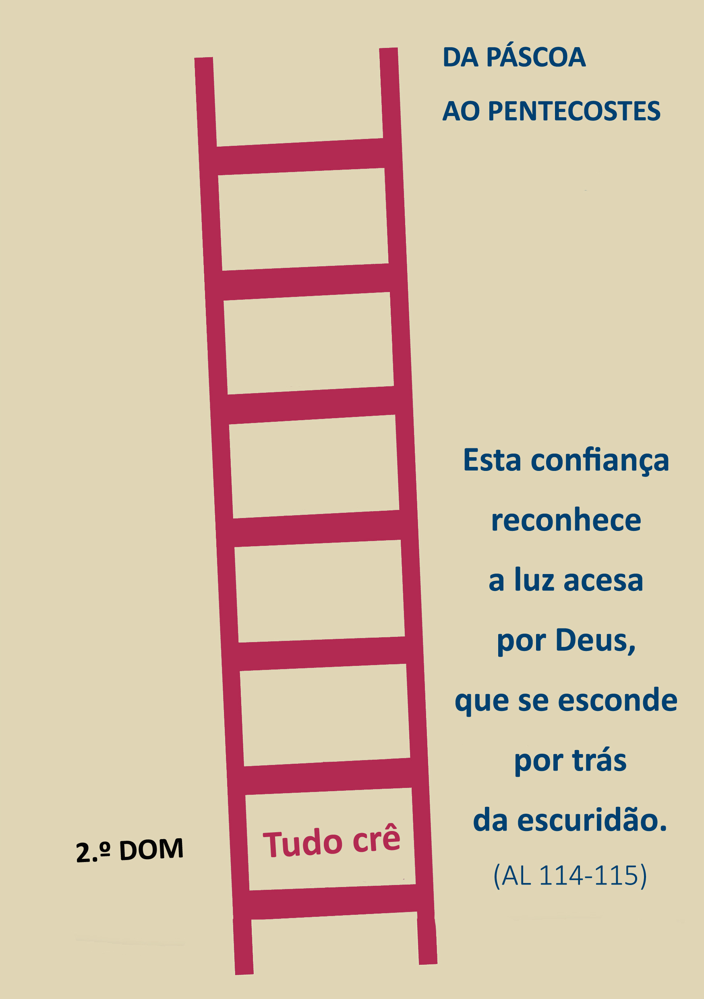 DA PÁSCOA
AO PENTECOSTES
Esta confiança
reconhece
a luz acesa
por Deus,
que se esconde
por trás
da escuridão.
(AL 114-115)
2.º DOM
Tudo crê